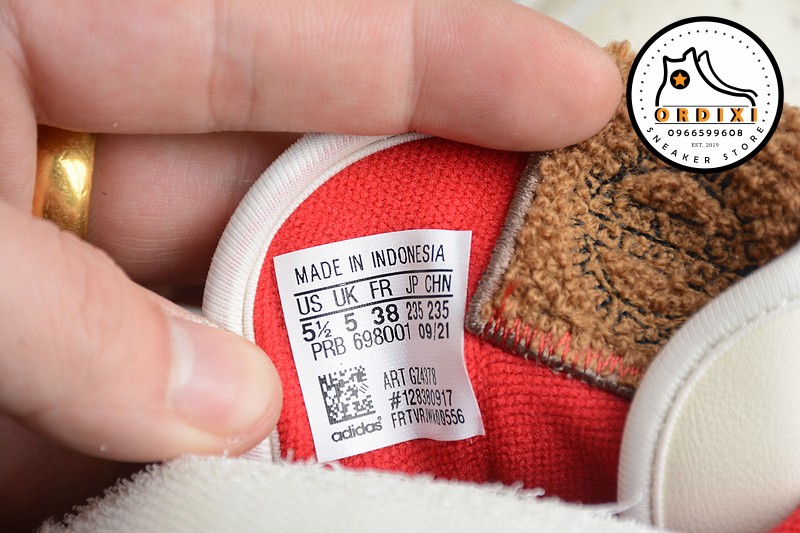 ORDIXI
0966599608
EST. 2019
SNEAKER STORE
MADE IN INDONESIA
US UK FR JP CHN
5½ 5 38 235 235
PRB 698001 09/21
ART GZ4378
#128380917
adidas